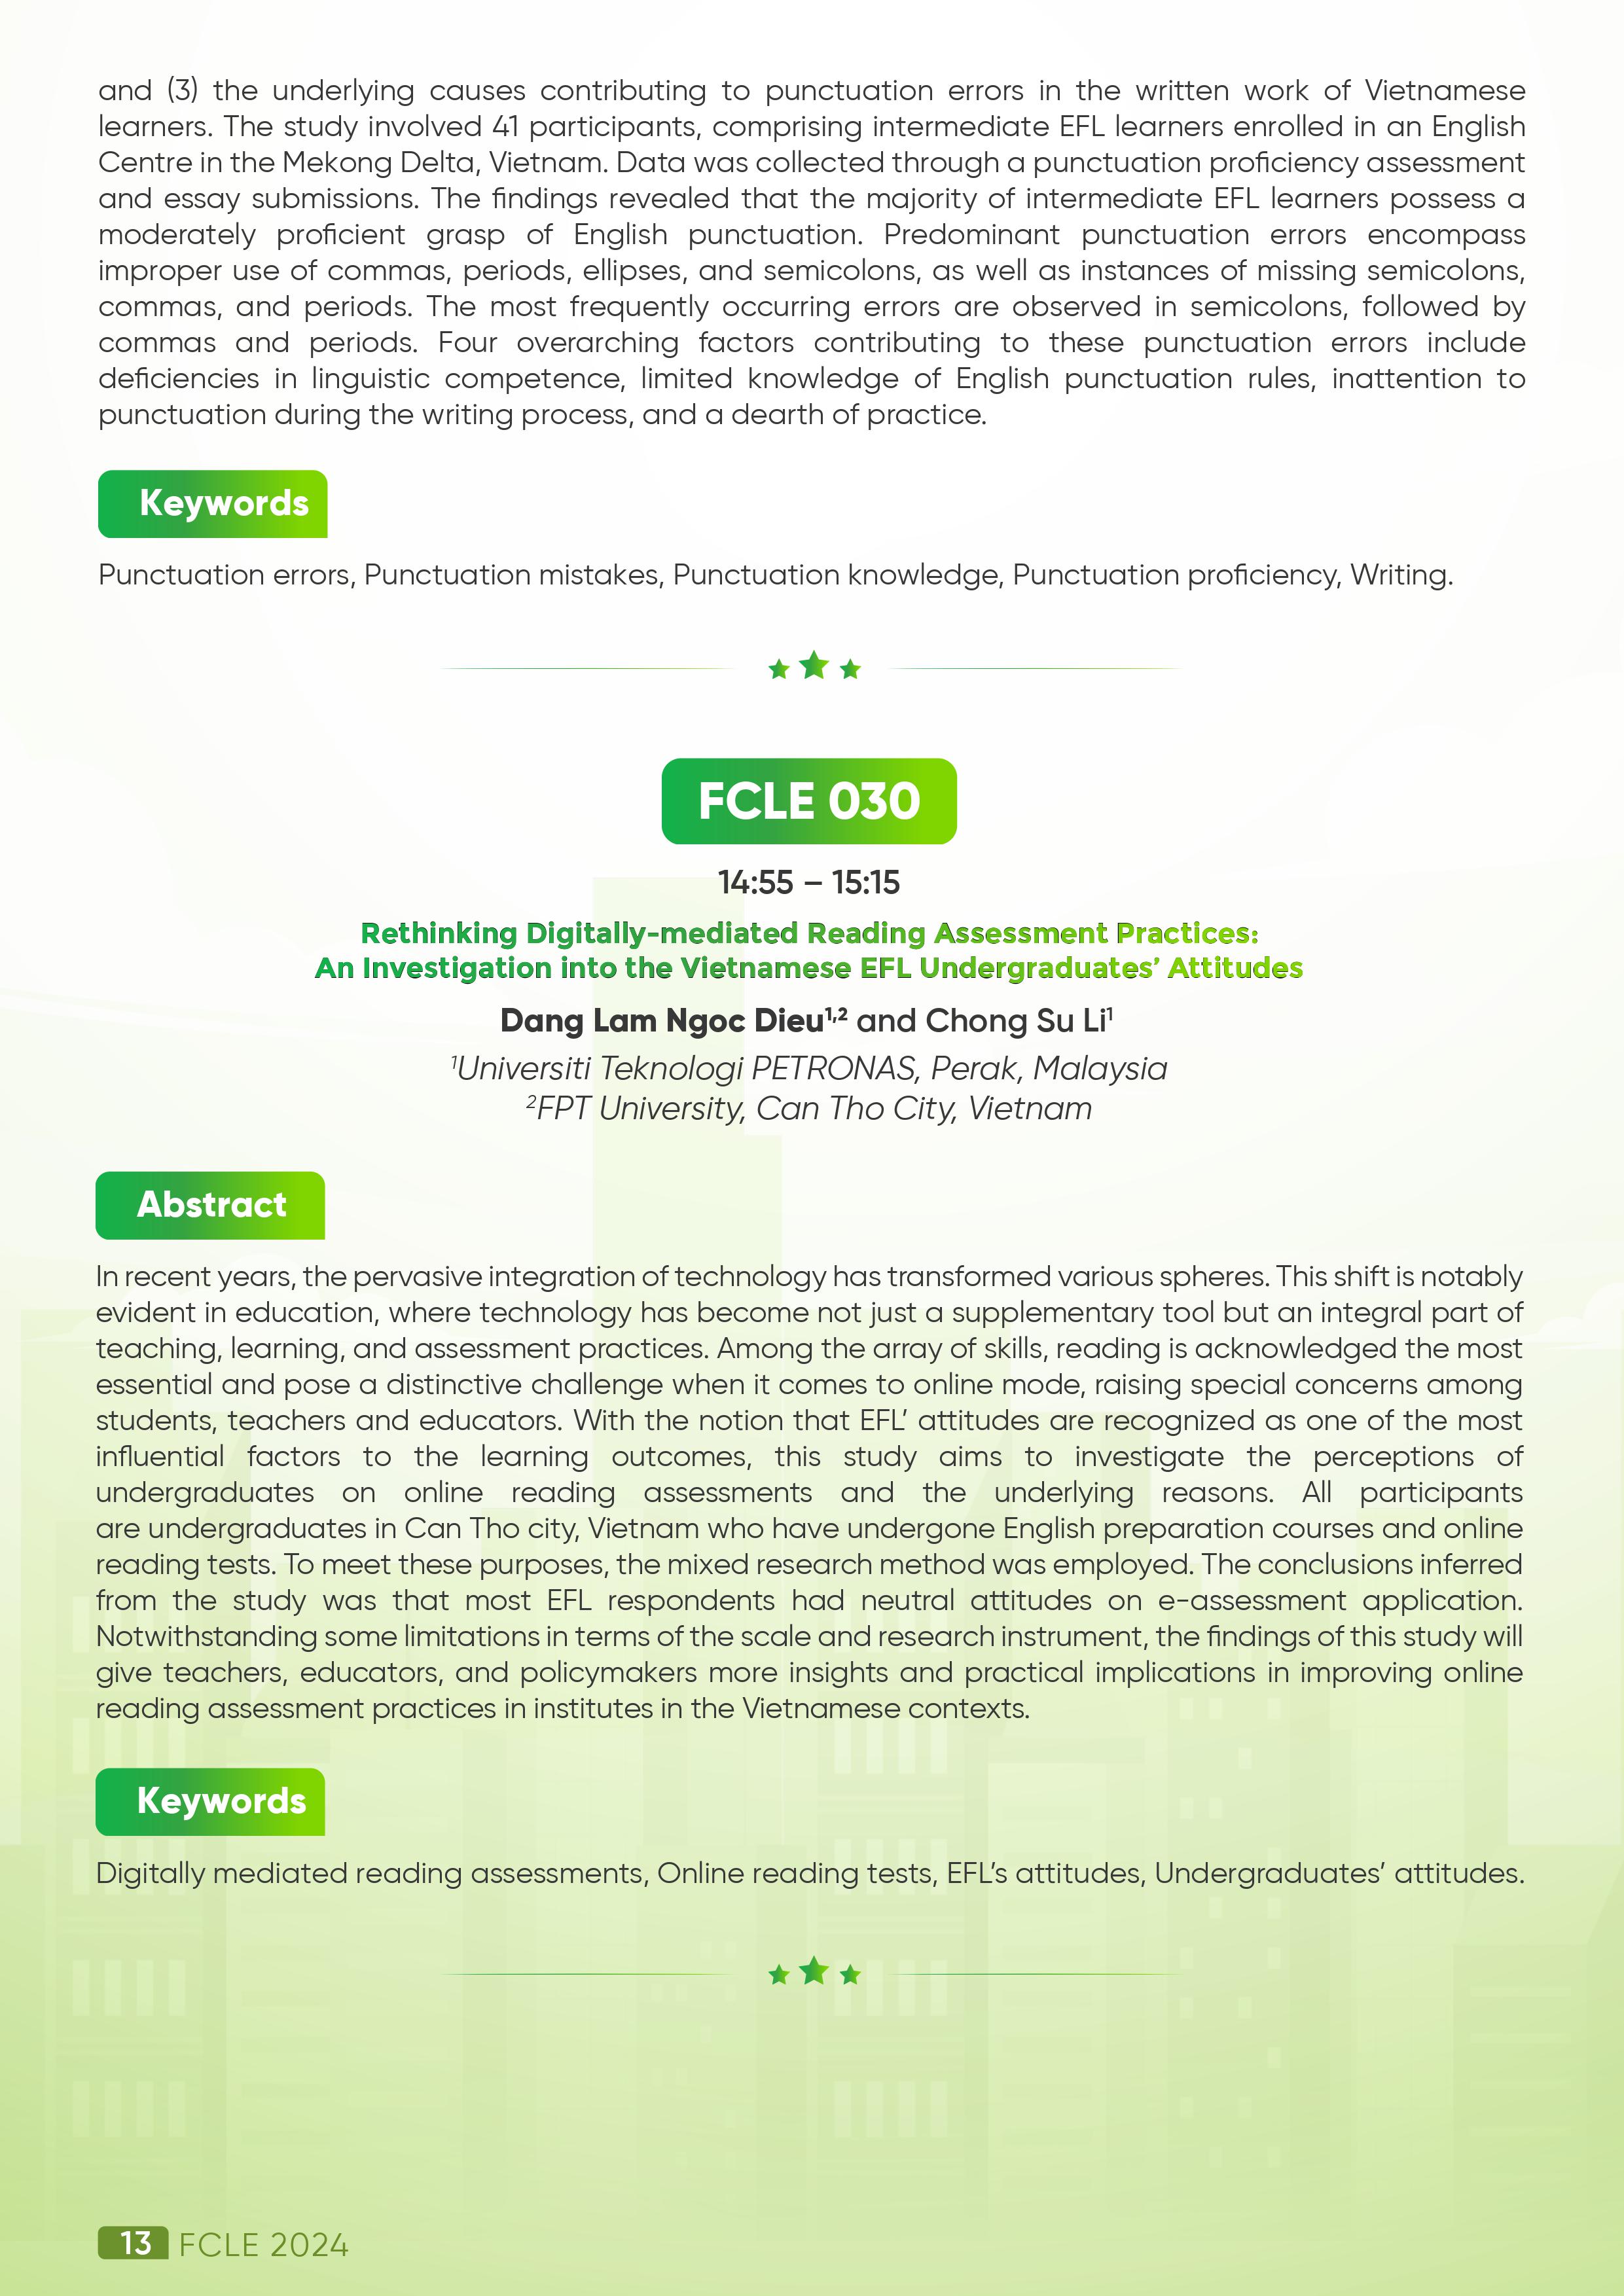 and (3) the underlying causes contributing to punctuation errors in the written work of Vietnamese
learners. The study involved 41 participants, comprising intermediate EFL learners enrolled in an English
Centre in the Mekong Delta, Vietnam. Data was collected through a punctuation proficiency assessment
and essay submissions. The findings revealed that the majority of intermediate EFL learners possess a
moderately proficient grasp of English punctuation. Predominant punctuation errors encompass
improper use of commas, periods, ellipses, and semicolons, as well as instances of missing semicolons,
commas, and periods. The most frequently occurring errors are observed in semicolons, followed by
commas and periods. Four overarching factors contributing to these punctuation errors include
deficiencies in linguistic competence, limited knowledge of English punctuation rules, inattention to
punctuation during the writing process, and a dearth of practice.
Keywords
Punctuation errors, Punctuation mistakes, Punctuation knowledge, Punctuation proficiency, Writing.
FCLE 030
14:55 – 15:15
Rethinking Digitally-mediated Reading Assessment Practices:
An Investigation into the Vietnamese EFL Undergraduates’ Attitudes
Dang Lam Ngoc Dieu¹,² and Chong Su Li¹
¹Universiti Teknologi PETRONAS, Perak, Malaysia
²FPT University, Can Tho City, Vietnam
Abstract
In recent years, the pervasive integration of technology has transformed various spheres. This shift is notably
evident in education, where technology has become not just a supplementary tool but an integral part of
teaching, learning, and assessment practices. Among the array of skills, reading is acknowledged the most
essential and pose a distinctive challenge when it comes to online mode, raising special concerns among
students, teachers and educators. With the notion that EFL’ attitudes are recognized as one of the most
influential factors to the learning outcomes, this study aims to investigate the perceptions of
undergraduates on online reading assessments and the underlying reasons. All participants
are undergraduates in Can Tho city, Vietnam who have undergone English preparation courses and online
reading tests. To meet these purposes, the mixed research method was employed. The conclusions inferred
from the study was that most EFL respondents had neutral attitudes on e-assessment application.
Notwithstanding some limitations in terms of the scale and research instrument, the findings of this study will
give teachers, educators, and policymakers more insights and practical implications in improving online
reading assessment practices in institutes in the Vietnamese contexts.
Keywords
Digitally mediated reading assessments, Online reading tests, EFL’s attitudes, Undergraduates’ attitudes.
13 FCLE 2024